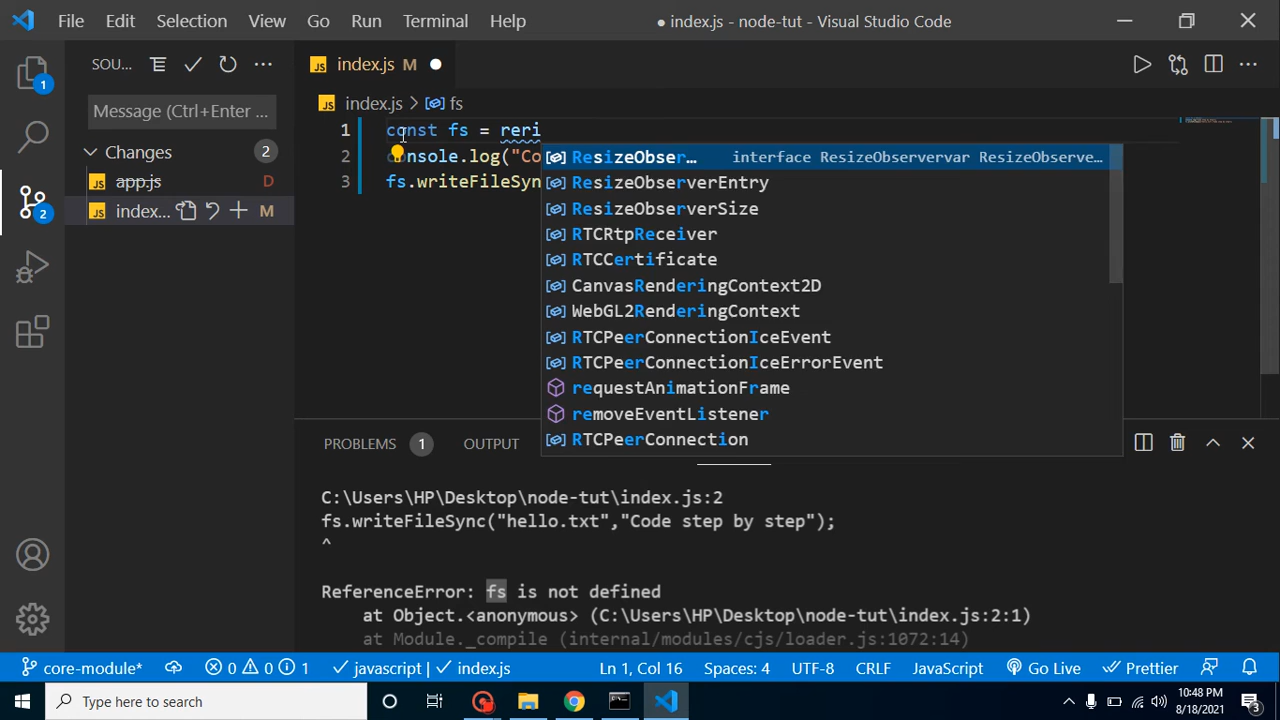 File Edit Selection View Go Run Terminal Help ● index.js - node-tut - Visual Studio Code
SOU...
index.js M
index.js > fs
Message (Ctrl+Enter ...
Changes 2
app.js D
index... M
1
2
1 const fs = reri
2 console.log("Co
3 fs.writeFileSyn
ResizeObser... interface ResizeObservervar ResizeObserve...
ResizeObserverEntry
ResizeObserverSize
RTCRtpReceiver
RTCCertificate
CanvasRenderingContext2D
WebGL2RenderingContext
RTCPeerConnectionIceEvent
RTCPeerConnectionIceErrorEvent
requestAnimationFrame
removeEventListener
RTCPeerConnection
PROBLEMS 1 OUTPUT
C:\Users\HP\Desktop\node-tut\index.js:2
fs.writeFileSync("hello.txt","Code step by step");
^
ReferenceError: fs is not defined
at Object.<anonymous> (C:\Users\HP\Desktop\node-tut\index.js:2:1)
at Module._compile (internal/modules/cjs/loader.js:1072:14)
core-module* 0 0 1 javascript | index.js Ln 1, Col 16 Spaces: 4 UTF-8 CRLF JavaScript Go Live Prettier
Type here to search
10:48 PM
8/18/2021
3